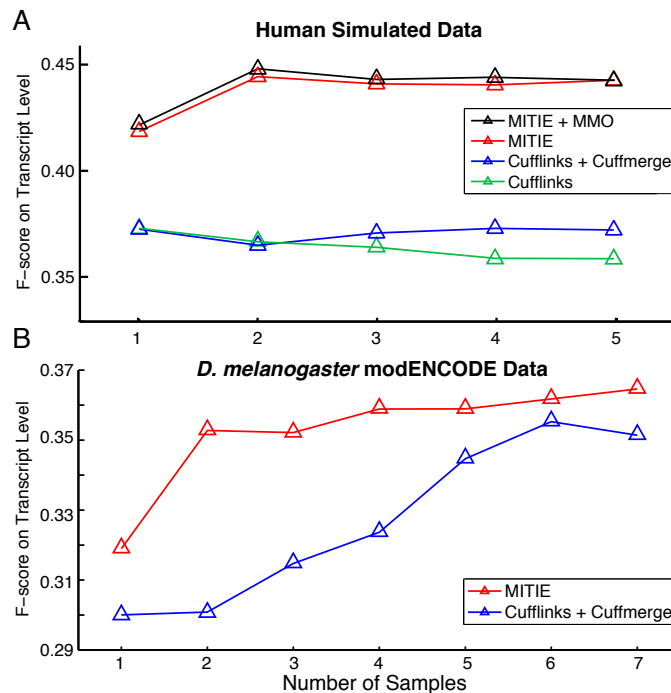 A
Human Simulated Data
F-score on Transcript Level
0.45
0.40
0.35
MITIE + MMO
MITIE
Cufflinks + Cuffmerge
Cufflinks
1 2 3 4 5
B
D. melanogaster modENCODE Data
F-score on Transcript Level
0.37
0.35
0.33
0.31
0.29
MITIE
Cufflinks + Cuffmerge
1 2 3 4 5 6 7
Number of Samples